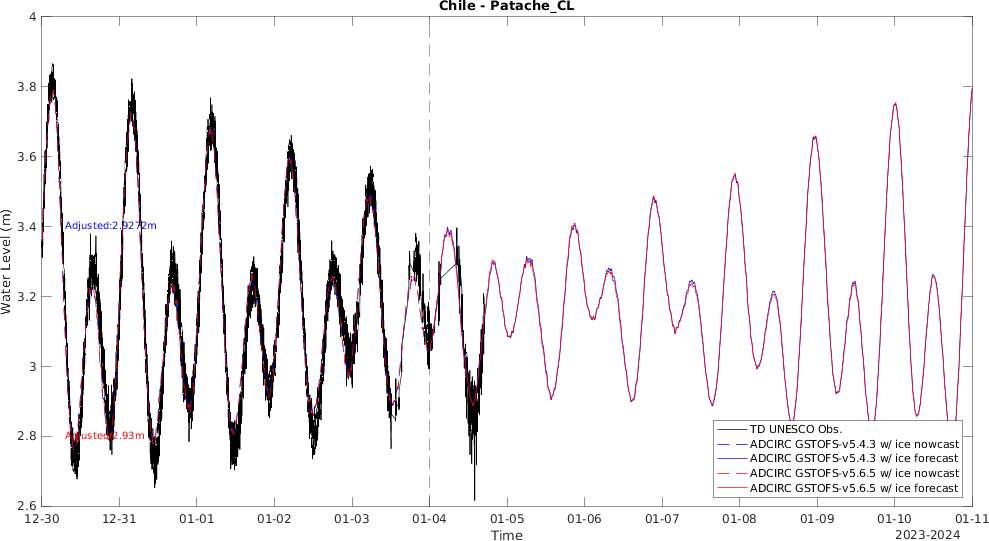 Chile - Patache_CL
4
3.8
3.6
3.4
3.2
3
2.8
2.6
Water Level (m)
Adjusted:2.9272m
Adjusted:2.93m
TD UNESCO Obs.
ADCIRC GSTOFS-v5.4.3 w/ ice nowcast
ADCIRC GSTOFS-v5.4.3 w/ ice forecast
ADCIRC GSTOFS-v5.6.5 w/ ice nowcast
ADCIRC GSTOFS-v5.6.5 w/ ice forecast
12-30 12-31 01-01 01-02 01-03 01-04 01-05 01-06 01-07 01-08 01-09 01-10 01-11
Time
2023-2024